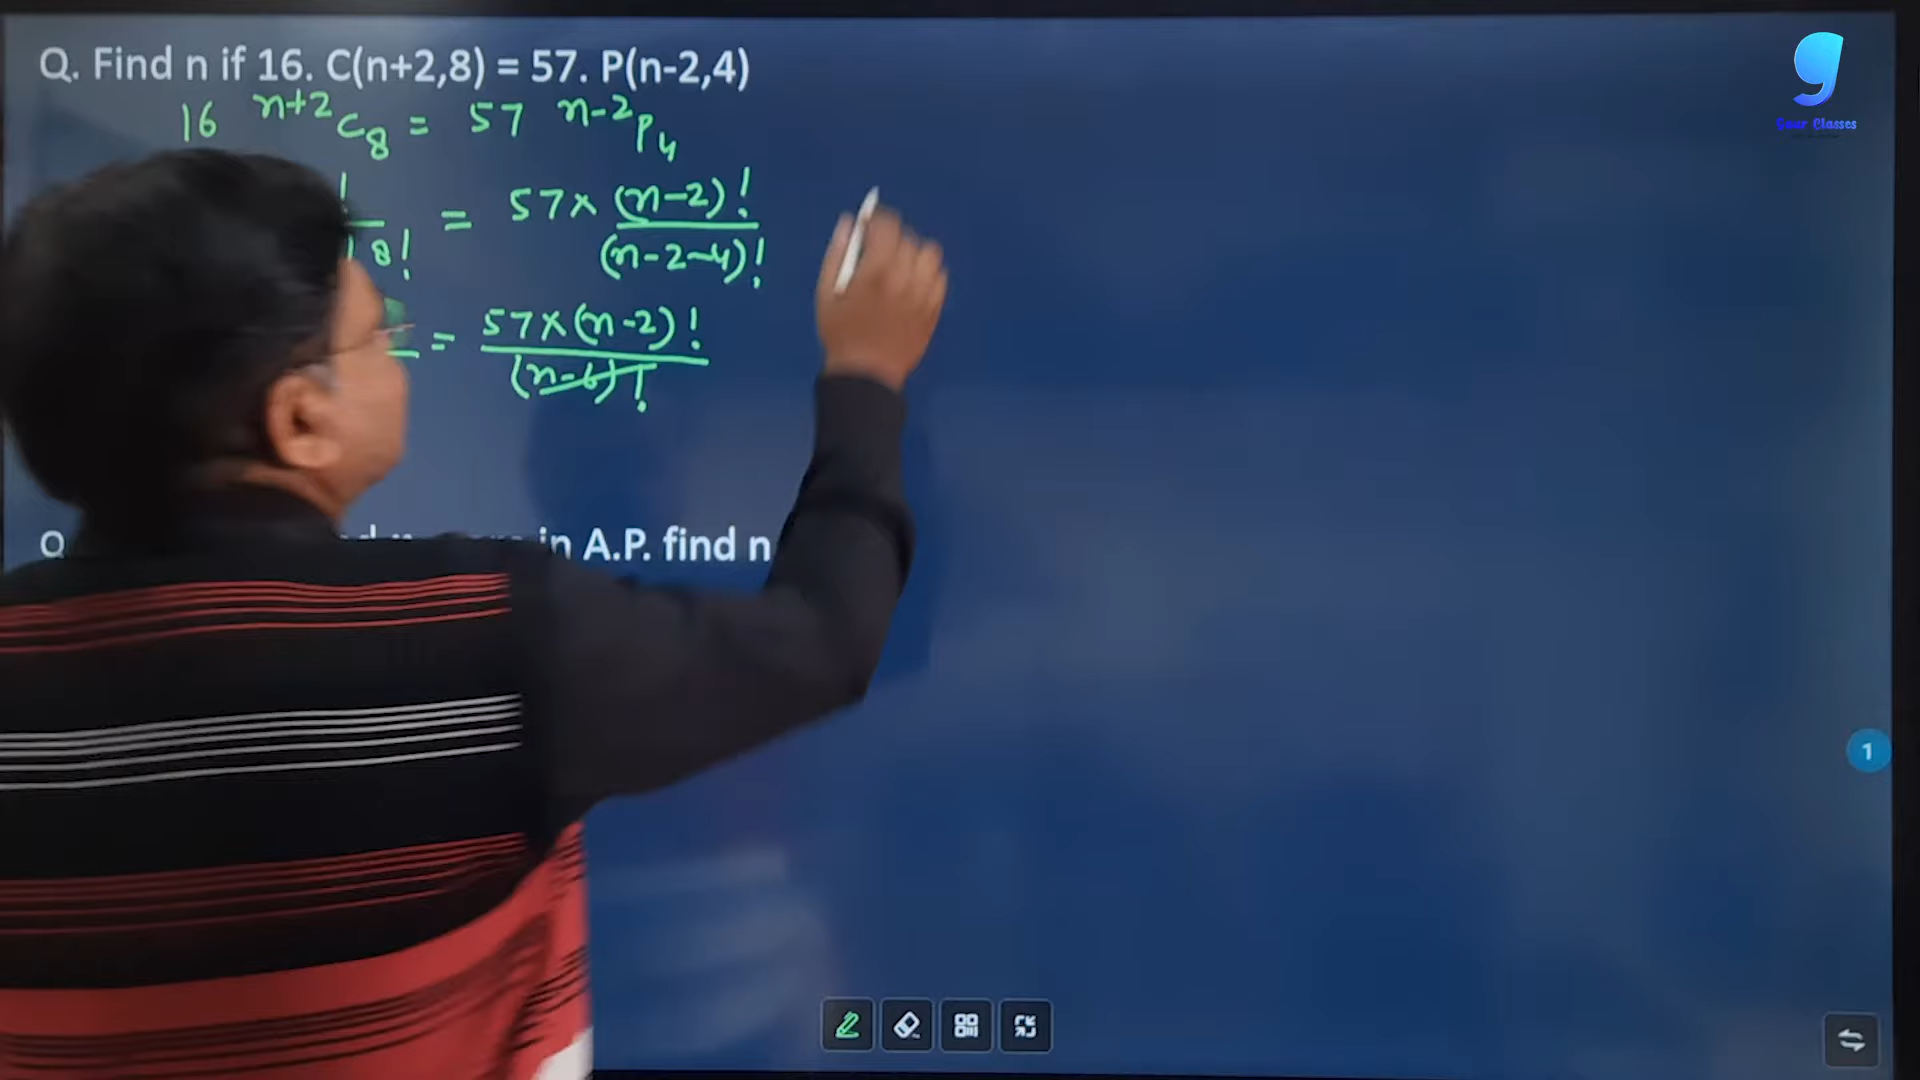 Q. Find n if 16. C(n+2,8) = 57. P(n-2,4)
16 n+2C8 = 57 n-2P4
! / 8! = 57 × (n-2)! / (n-2-4)!
= 57×(n-2)! / (n-6)!
Q in A.P. find n
g
Gaur Classes
1